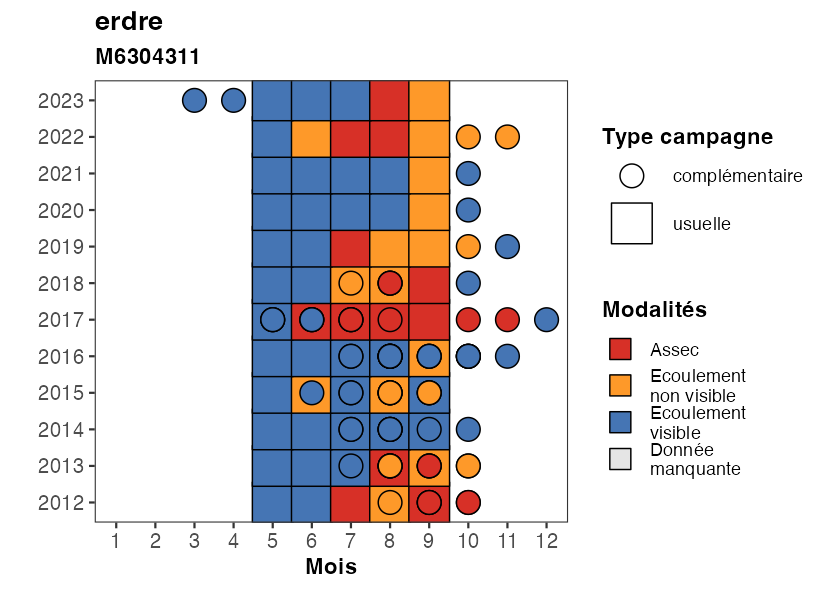 erdre
M6304311
2023
2022
2021
2020
2019
2018
2017
2016
2015
2014
2013
2012
1 2 3 4 5 6 7 8 9 10 11 12
Mois
Type campagne
complémentaire
usuelle
Modalités
Assec
Ecoulement
non visible
Ecoulement
visible
Donnée
manquante